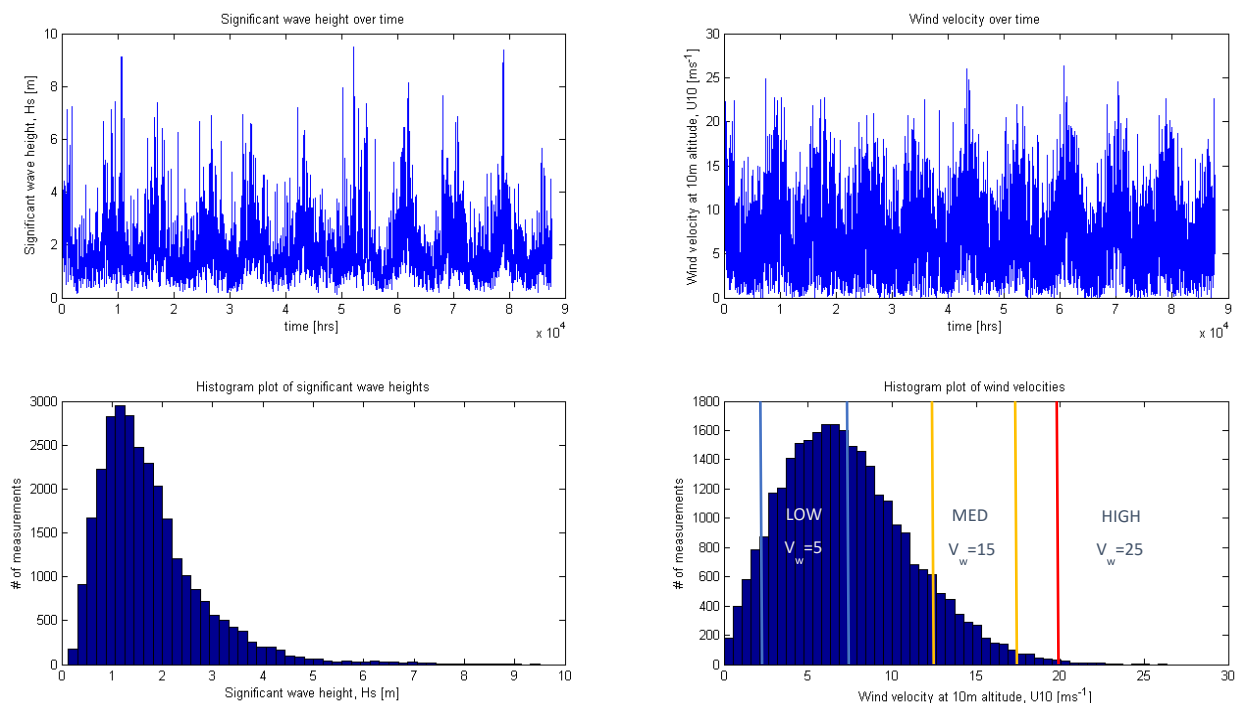 Significant wave height over time
Significant wave height, Hs [m]
10
8
6
4
2
0
0 1 2 3 4 5 6 7 8 9
x 10^4
time [hrs]
Wind velocity over time
Wind velocity at 10m altitude, U10 [ms^-1]
30
25
20
15
10
5
0
0 1 2 3 4 5 6 7 8 9
x 10^4
time [hrs]
Histogram plot of significant wave heights
# of measurements
3000
2500
2000
1500
1000
500
0
0 1 2 3 4 5 6 7 8 9 10
Significant wave height, Hs [m]
Histogram plot of wind velocities
# of measurements
1800
1600
1400
1200
1000
800
600
400
200
0
LOW
V_w=5
MED
V_w=15
HIGH
V_w=25
0 5 10 15 20 25 30
Wind velocity at 10m altitude, U10 [ms^-1]